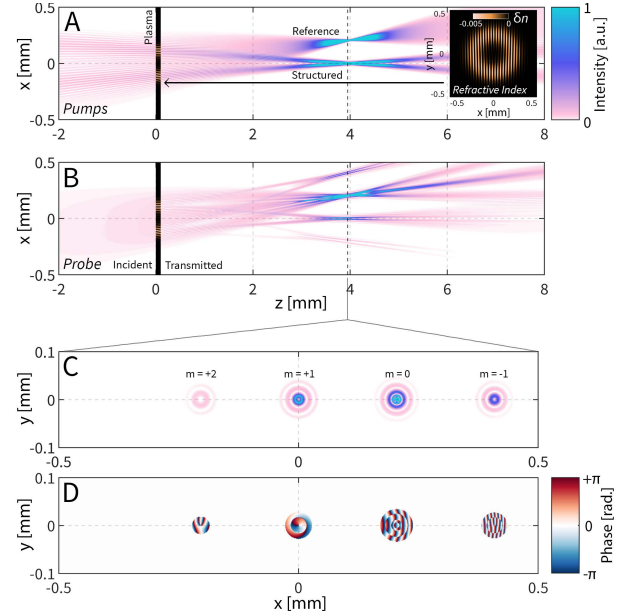 A
0.5
0
-0.5
x [mm]
Plasma
Pumps
Reference
Structured
-0.005 0 δn
0.5
0
-0.5
y [mm]
Refractive Index
-0.5 0 0.5
x [mm]
1
0
Intensity [a.u.]
-2 0 2 4 6 8
B
0.5
0
-0.5
x [mm]
Probe
Incident Transmitted
-2 0 2 4 6 8
z [mm]
C
0.1
0
-0.1
y [mm]
m = +2 m = +1 m = 0 m = -1
-0.5 0 0.5
D
0.1
0
-0.1
y [mm]
+π
0
-π
Phase [rad.]
-0.5 0 0.5
x [mm]